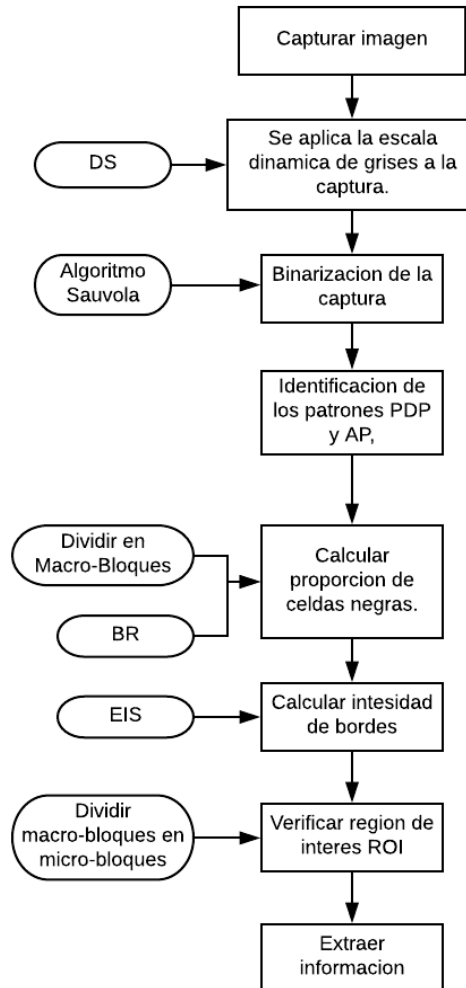 Capturar imagen
Se aplica la escala
dinamica de grises a la
captura.
DS
Algoritmo
Sauvola
Binarizacion de la
captura
Identificacion de
los patrones PDP
y AP,
Dividir en
Macro-Bloques
BR
Calcular
proporcion de
celdas negras.
EIS
Calcular intesidad
de bordes
Dividir
macro-bloques en
micro-bloques
Verificar region de
interes ROI
Extraer
informacion